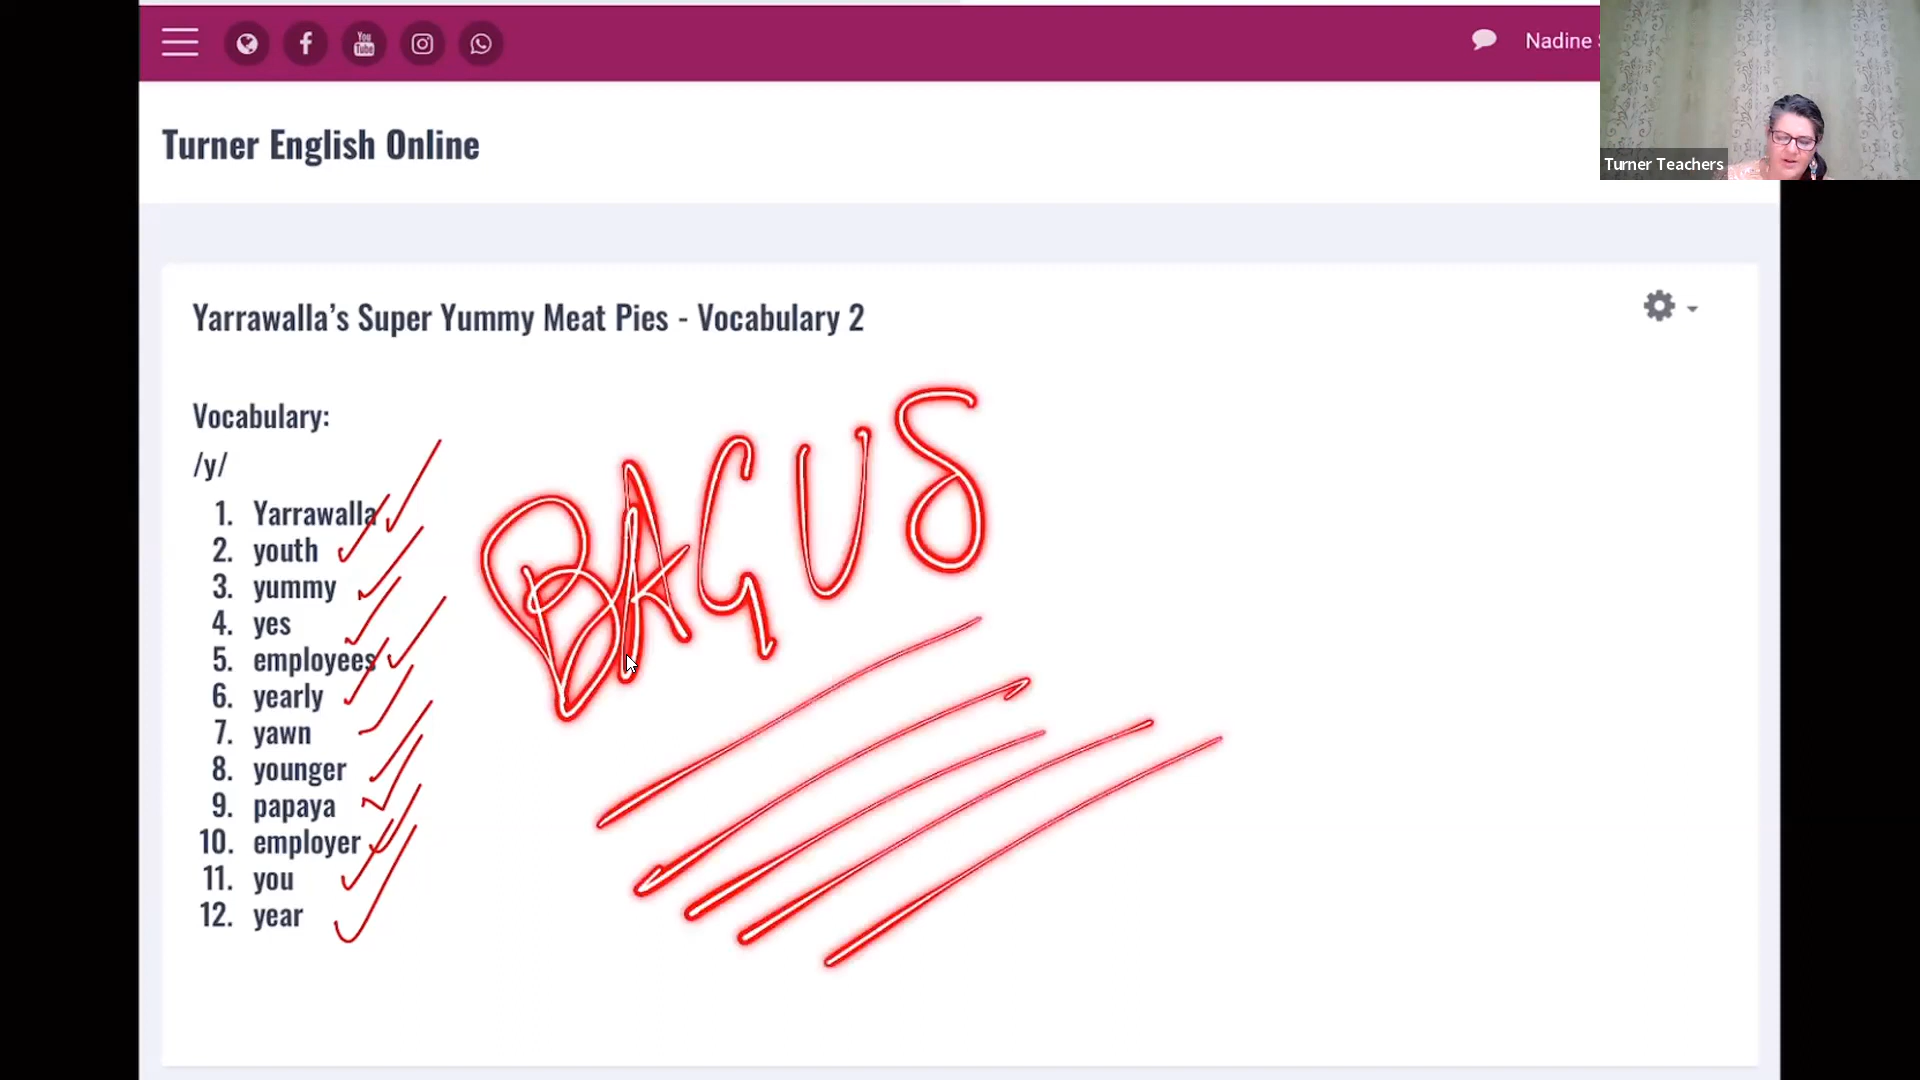 You
Tube
Nadine
Turner Teachers
Turner English Online
Yarrawalla's Super Yummy Meat Pies - Vocabulary 2
Vocabulary:
/y/
1. Yarrawalla
2. youth
3. yummy
4. yes
5. employees
6. yearly
7. yawn
8. younger
9. papaya
10. employer
11. you
12. year
BAGUS